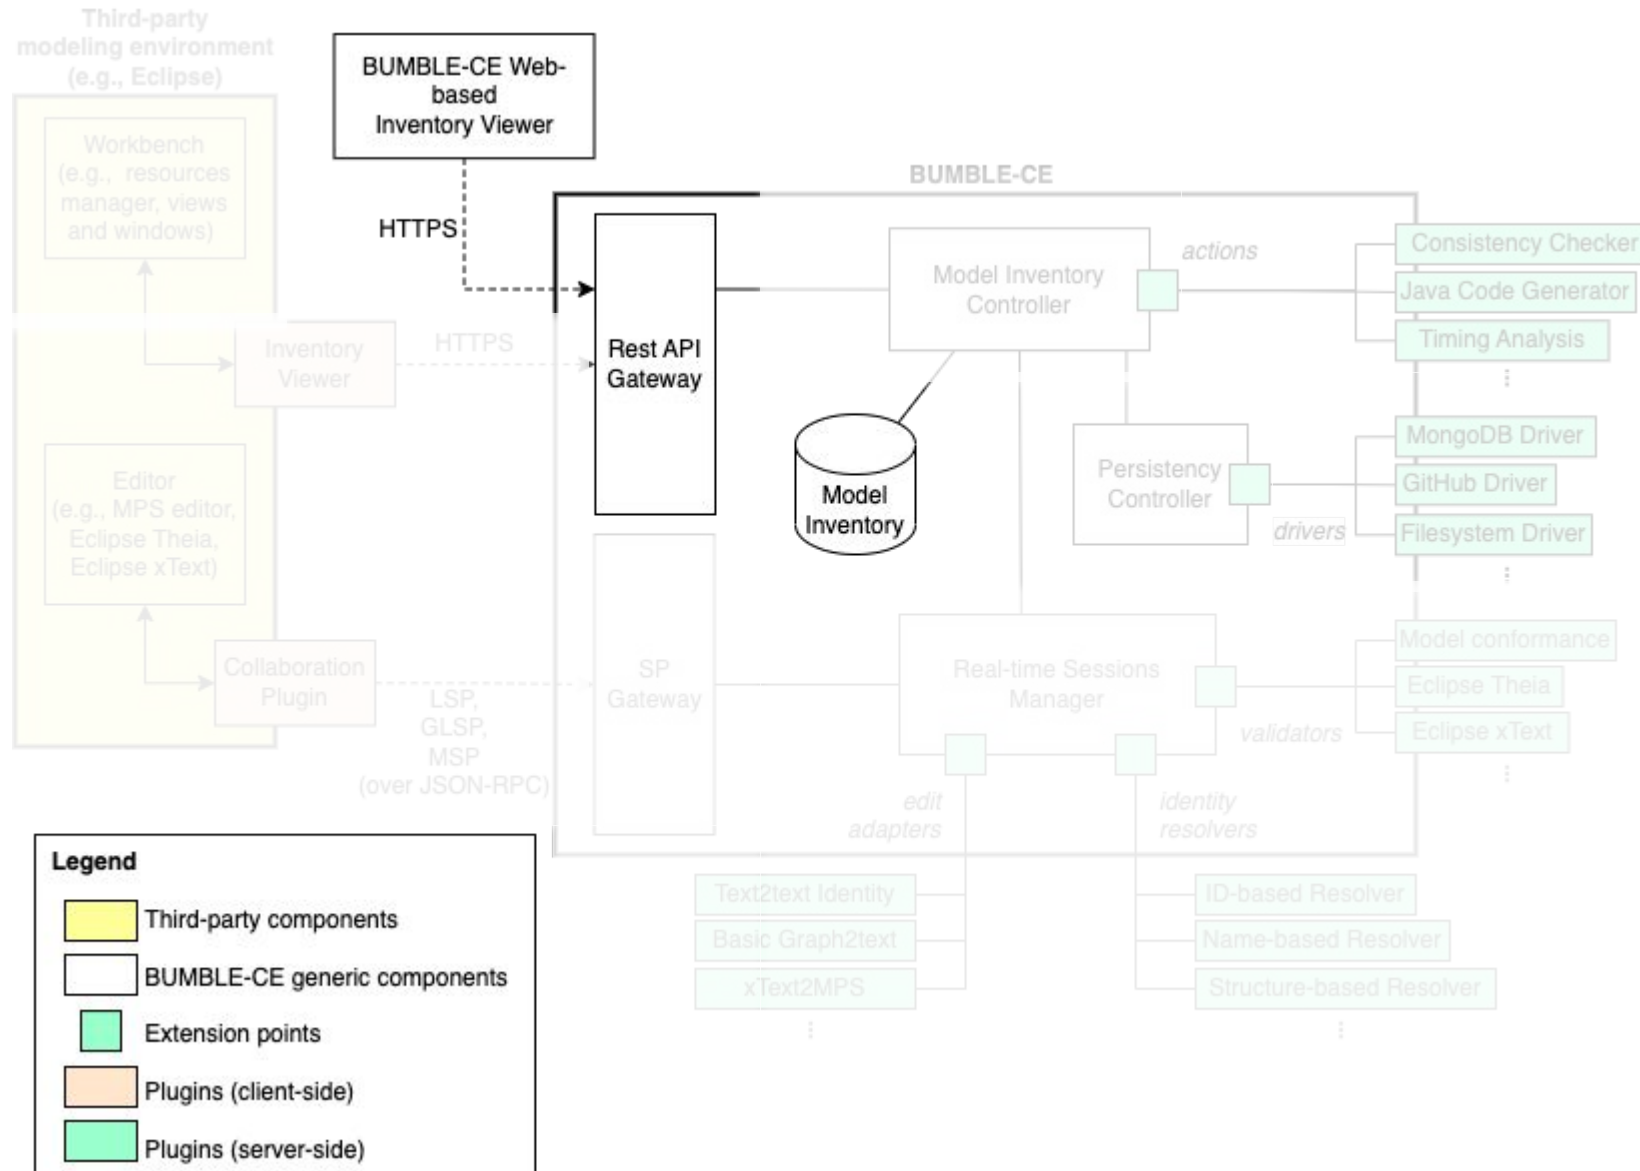 Third-party
modeling environment
(e.g., Eclipse)
Workbench
(e.g., resources
manager, views
and windows)
Inventory
Viewer
Editor
(e.g., MPS editor,
Eclipse Theia,
Eclipse xText)
Collaboration
Plugin
BUMBLE-CE Web-
based
Inventory Viewer
HTTPS
HTTPS
LSP,
GLSP,
MSP
(over JSON-RPC)
BUMBLE-CE
Rest API
Gateway
SP
Gateway
Model Inventory
Controller
Model
Inventory
Persistency
Controller
Real-time Sessions
Manager
actions
Consistency Checker
Java Code Generator
Timing Analysis
drivers
MongoDB Driver
GitHub Driver
Filesystem Driver
validators
Model conformance
Eclipse Theia
Eclipse xText
edit
adapters
Text2text Identity
Basic Graph2text
xText2MPS
identity
resolvers
ID-based Resolver
Name-based Resolver
Structure-based Resolver
Legend
Third-party components
BUMBLE-CE generic components
Extension points
Plugins (client-side)
Plugins (server-side)